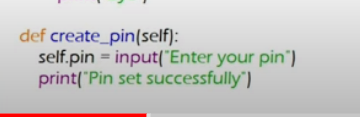 def create_pin(self):
self.pin = input("Enter your pin")
print("Pin set successfully")